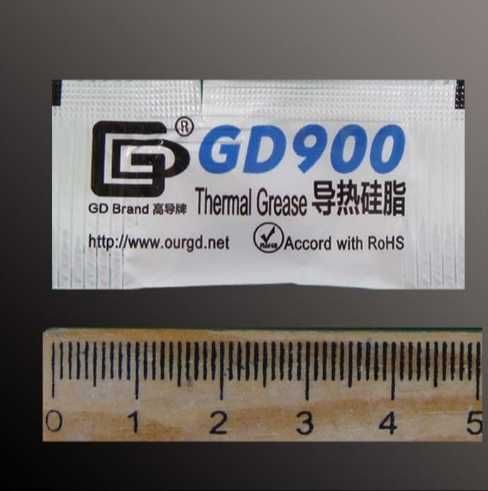 GD ® GD900
GD Brand 高导牌 Thermal Grease 导热硅脂
http://www.ourgd.net RoHS Accord with RoHS
0 1 2 3 4 5